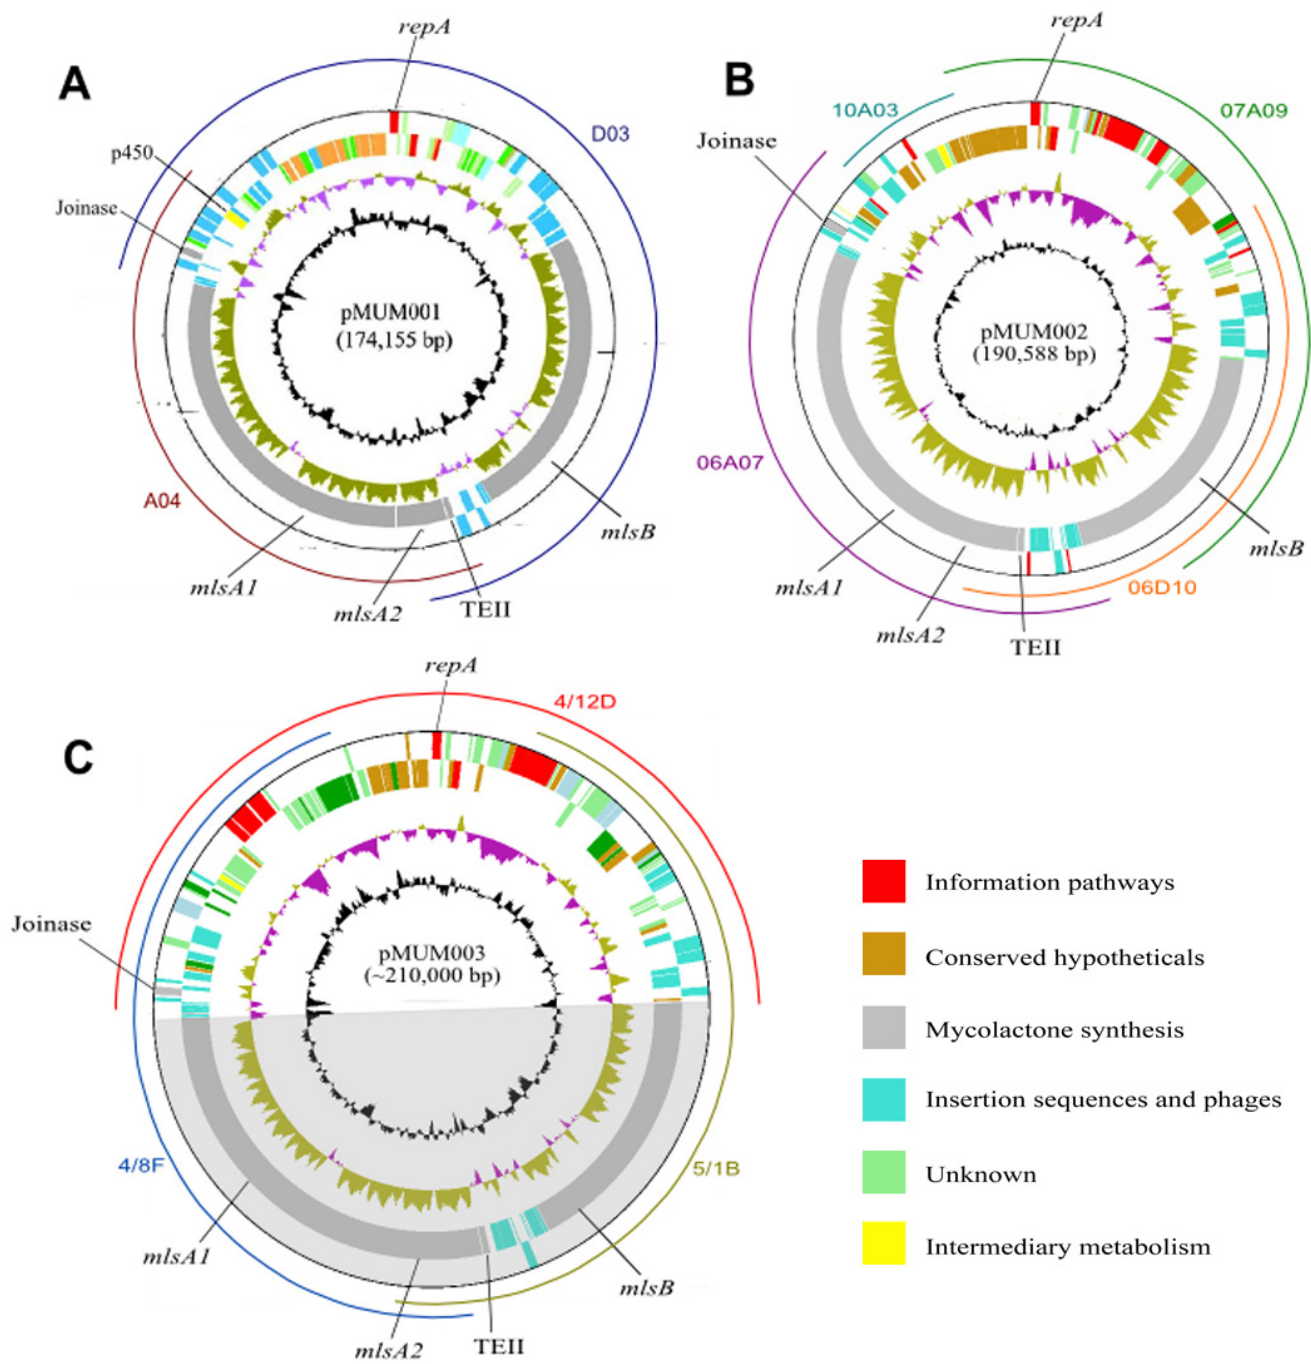 A
repA
D03
p450
Joinase
pMUM001
(174,155 bp)
A04
mlsA1
mlsA2
TEII
mlsB
B
repA
10A03
07A09
Joinase
pMUM002
(190,588 bp)
06A07
mlsA1
mlsA2
TEII
06D10
mlsB
C
repA
4/12D
Joinase
pMUM003
(~210,000 bp)
4/8F
5/1B
mlsA1
mlsA2
TEII
mlsB
Information pathways
Conserved hypotheticals
Mycolactone synthesis
Insertion sequences and phages
Unknown
Intermediary metabolism